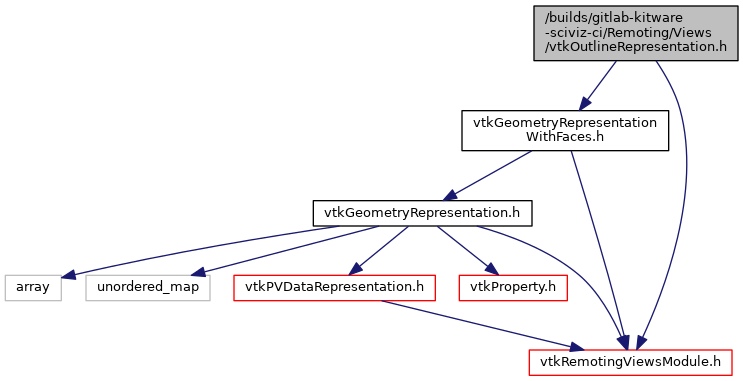 /builds/gitlab-kitware
-sciviz-ci/Remoting/Views
/vtkOutlineRepresentation.h
vtkGeometryRepresentation
WithFaces.h
vtkGeometryRepresentation.h
array
unordered_map
vtkPVDataRepresentation.h
vtkProperty.h
vtkRemotingViewsModule.h